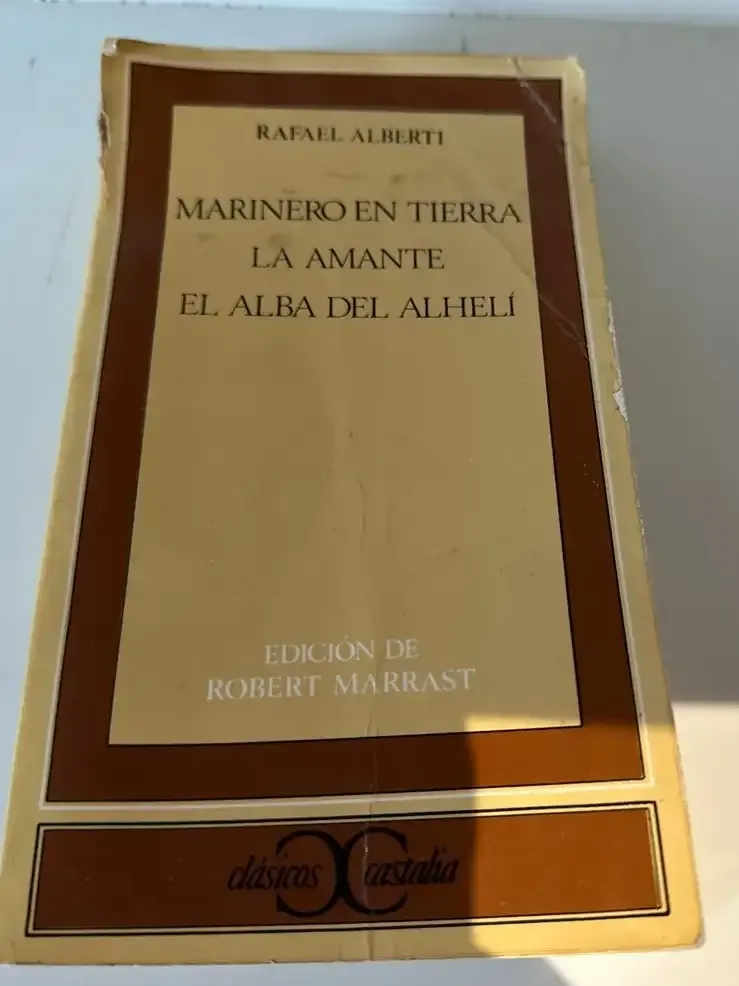 RAFAEL ALBERTI
MARINERO EN TIERRA
LA AMANTE
EL ALBA DEL ALHELÍ
EDICIÓN DE
ROBERT MARRAST
clásicos castalia